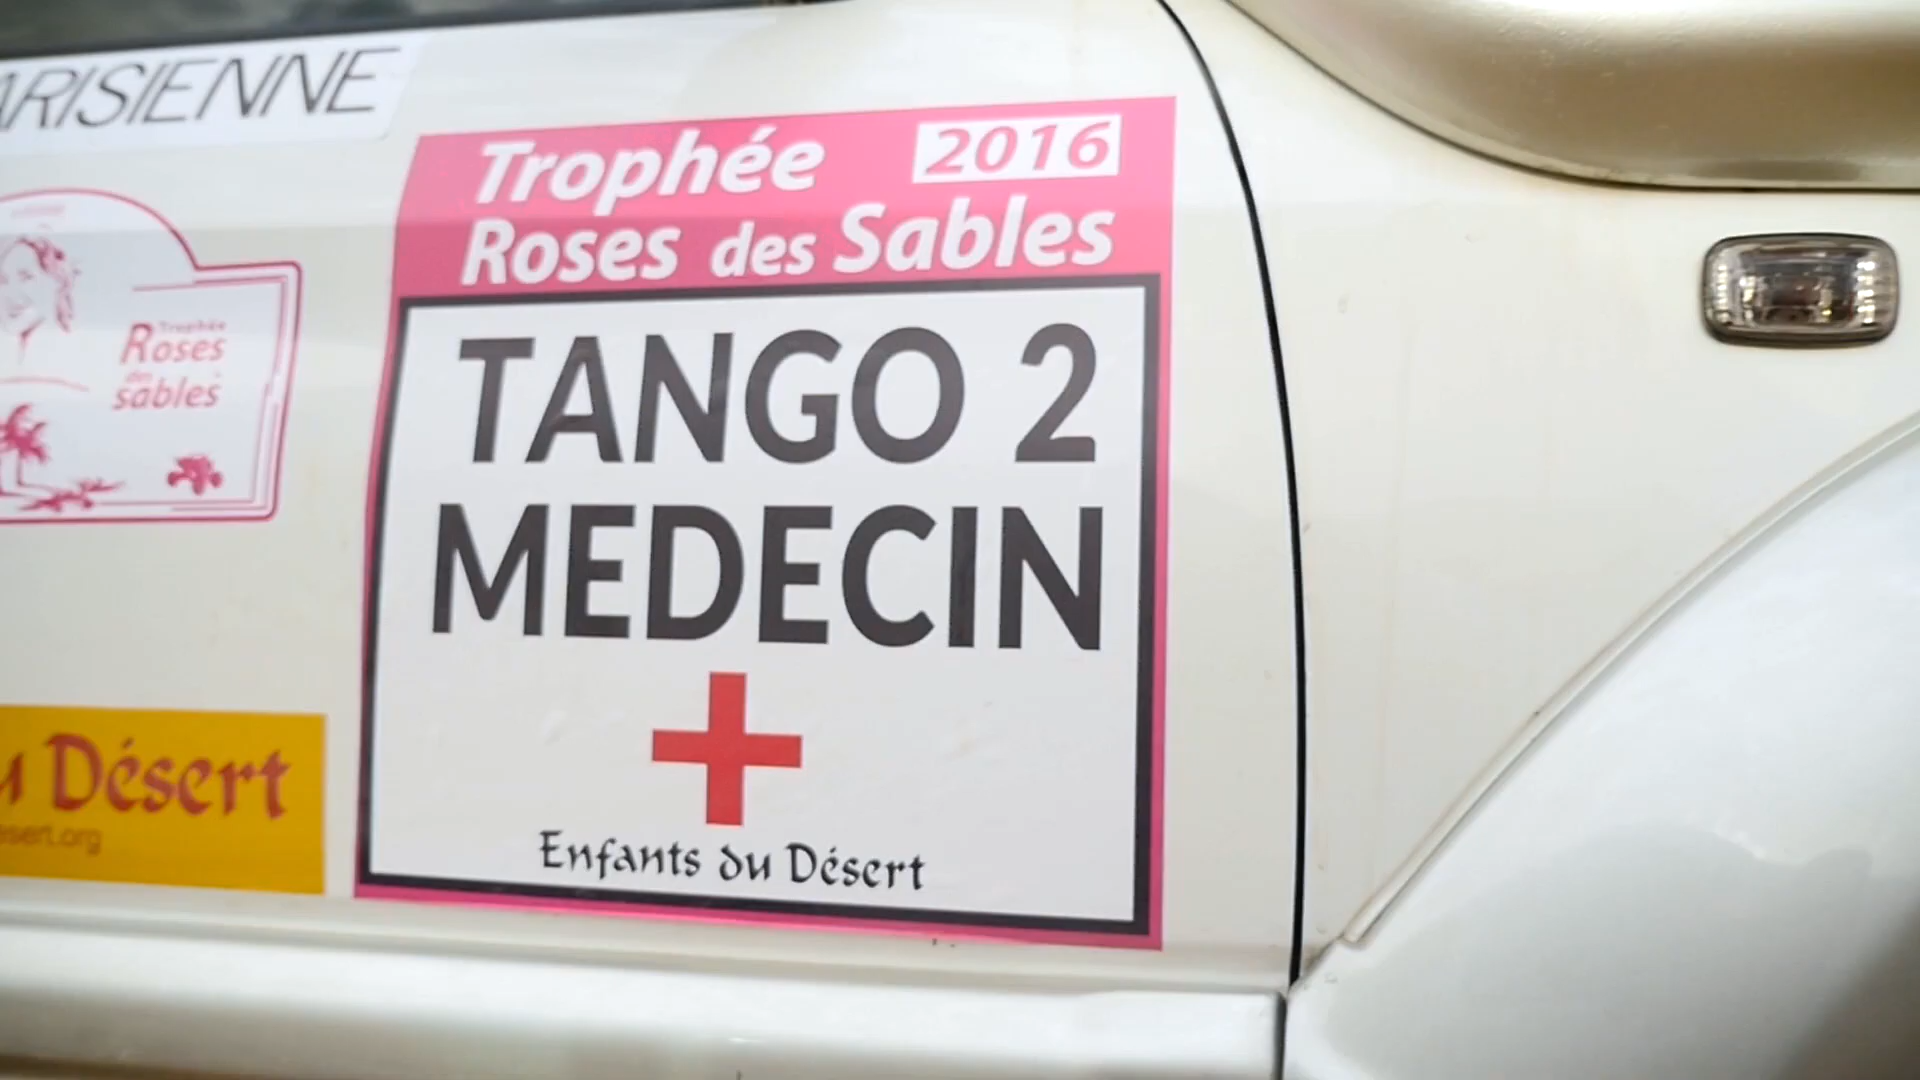 Trophée 2016
Roses des Sables
TANGO 2
MEDECIN
Enfants du Désert
ARISIENNE
Trophée
Roses
des
sables
u Désert
esert.org